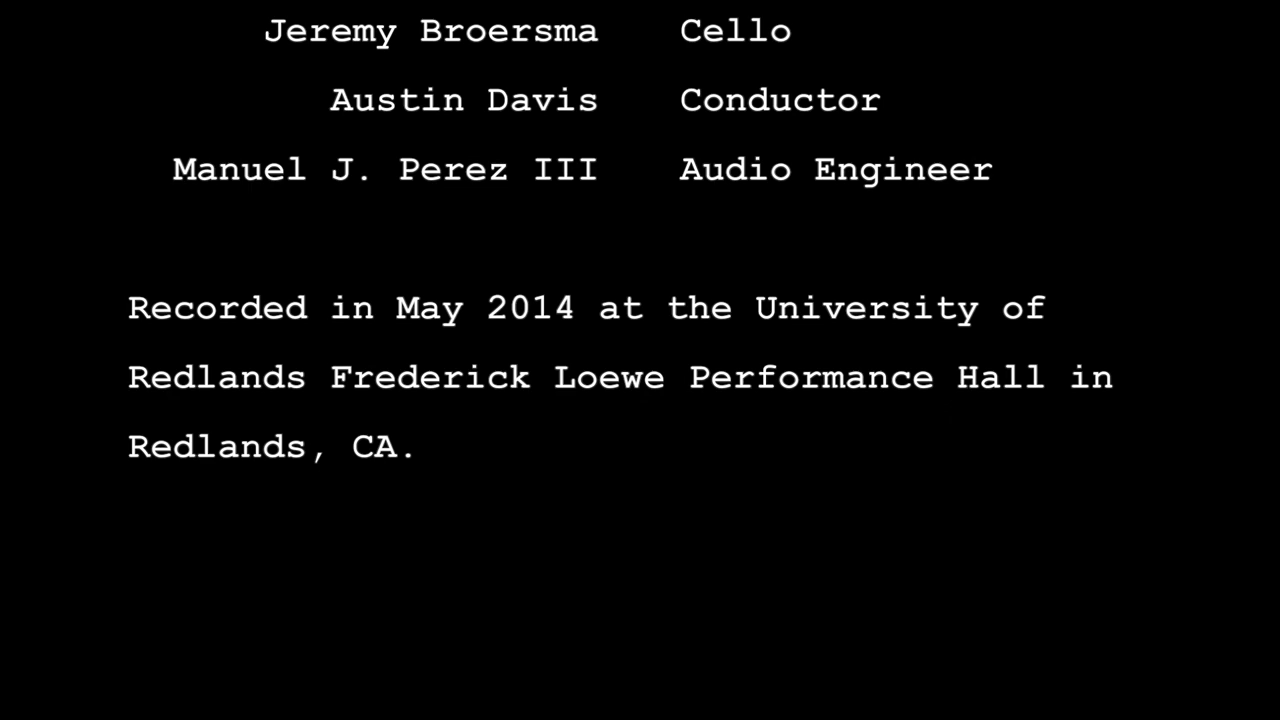 Jeremy Broersma Cello
Austin Davis Conductor
Manuel J. Perez III Audio Engineer
Recorded in May 2014 at the University of
Redlands Frederick Loewe Performance Hall in
Redlands, CA.